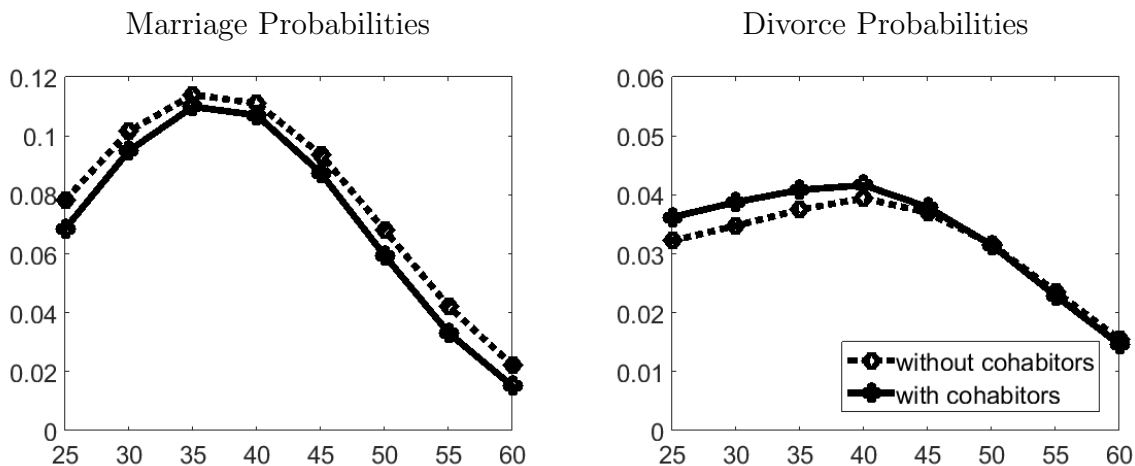 Marriage Probabilities
0.12
0.1
0.08
0.06
0.04
0.02
0
25 30 35 40 45 50 55 60
Divorce Probabilities
0.06
0.05
0.04
0.03
0.02
0.01
0
without cohabitors
with cohabitors
25 30 35 40 45 50 55 60